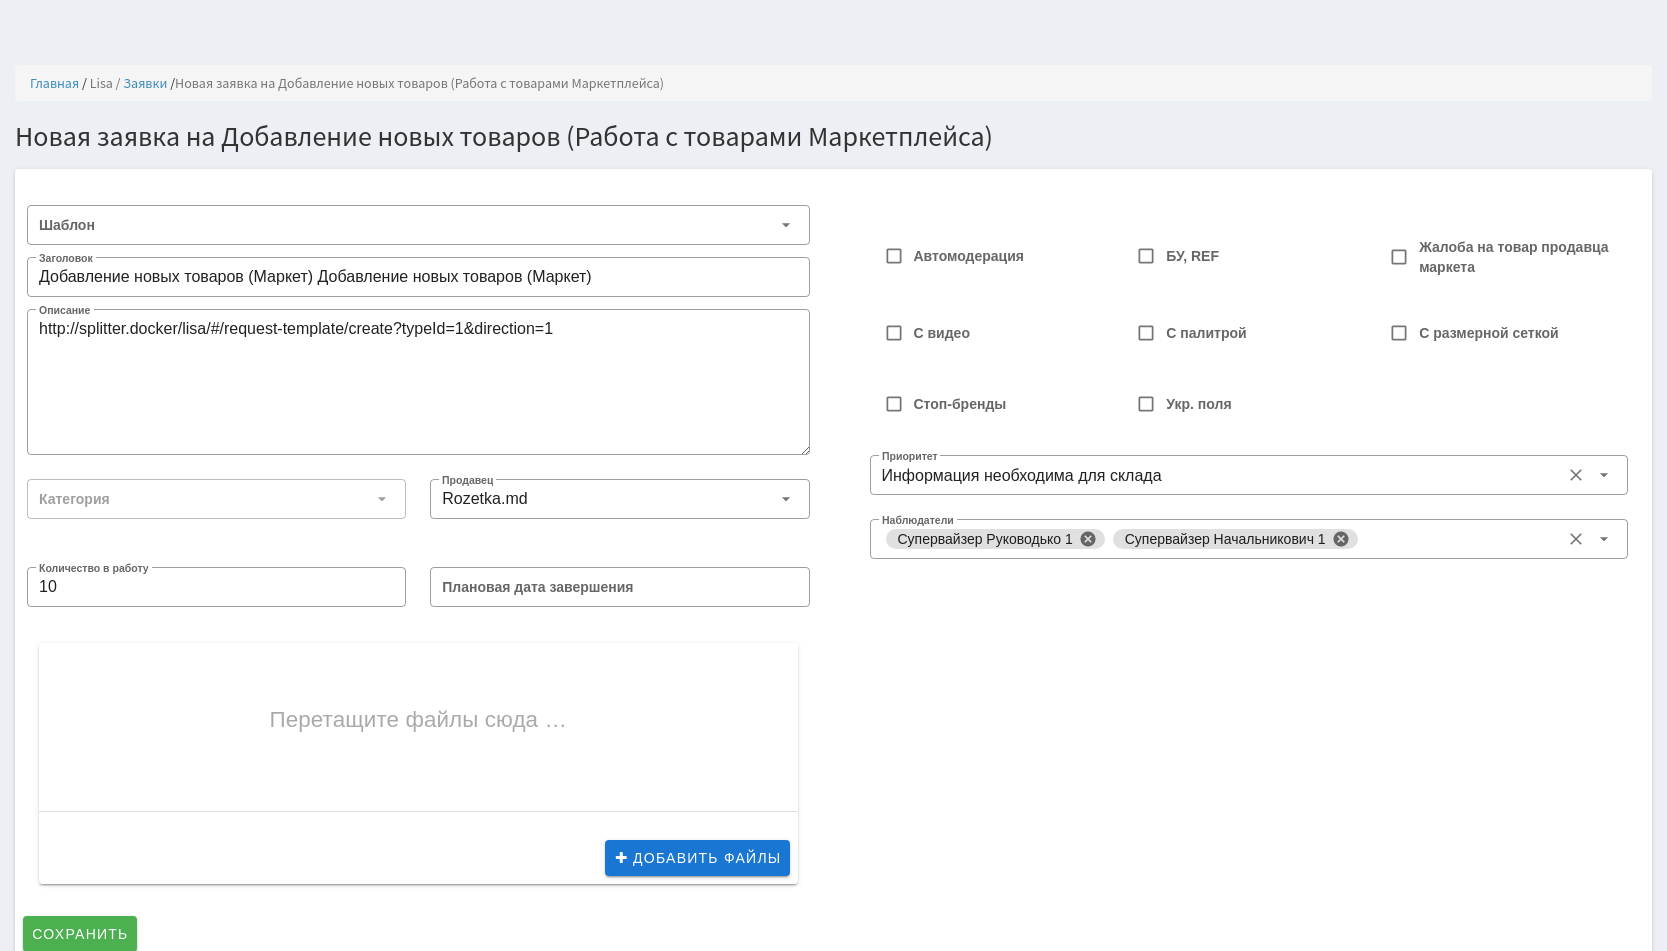 Главная / Lisa / Заявки /Новая заявка на Добавление новых товаров (Работа с товарами Маркетплейса)
Новая заявка на Добавление новых товаров (Работа с товарами Маркетплейса)
Шаблон
Заголовок
Добавление новых товаров (Маркет) Добавление новых товаров (Маркет)
Описание
http://splitter.docker/lisa/#/request-template/create?typeId=1&direction=1
Категория
Продавец
Rozetka.md
Количество в работу
10
Плановая дата завершения
Перетащите файлы сюда …
ДОБАВИТЬ ФАЙЛЫ
СОХРАНИТЬ
Автомодерация
БУ, REF
Жалоба на товар продавца
маркета
С видео
С палитрой
С размерной сеткой
Стоп-бренды
Укр. поля
Приоритет
Информация необходима для склада
Наблюдатели
Супервайзер Руководько 1
Супервайзер Начальникович 1